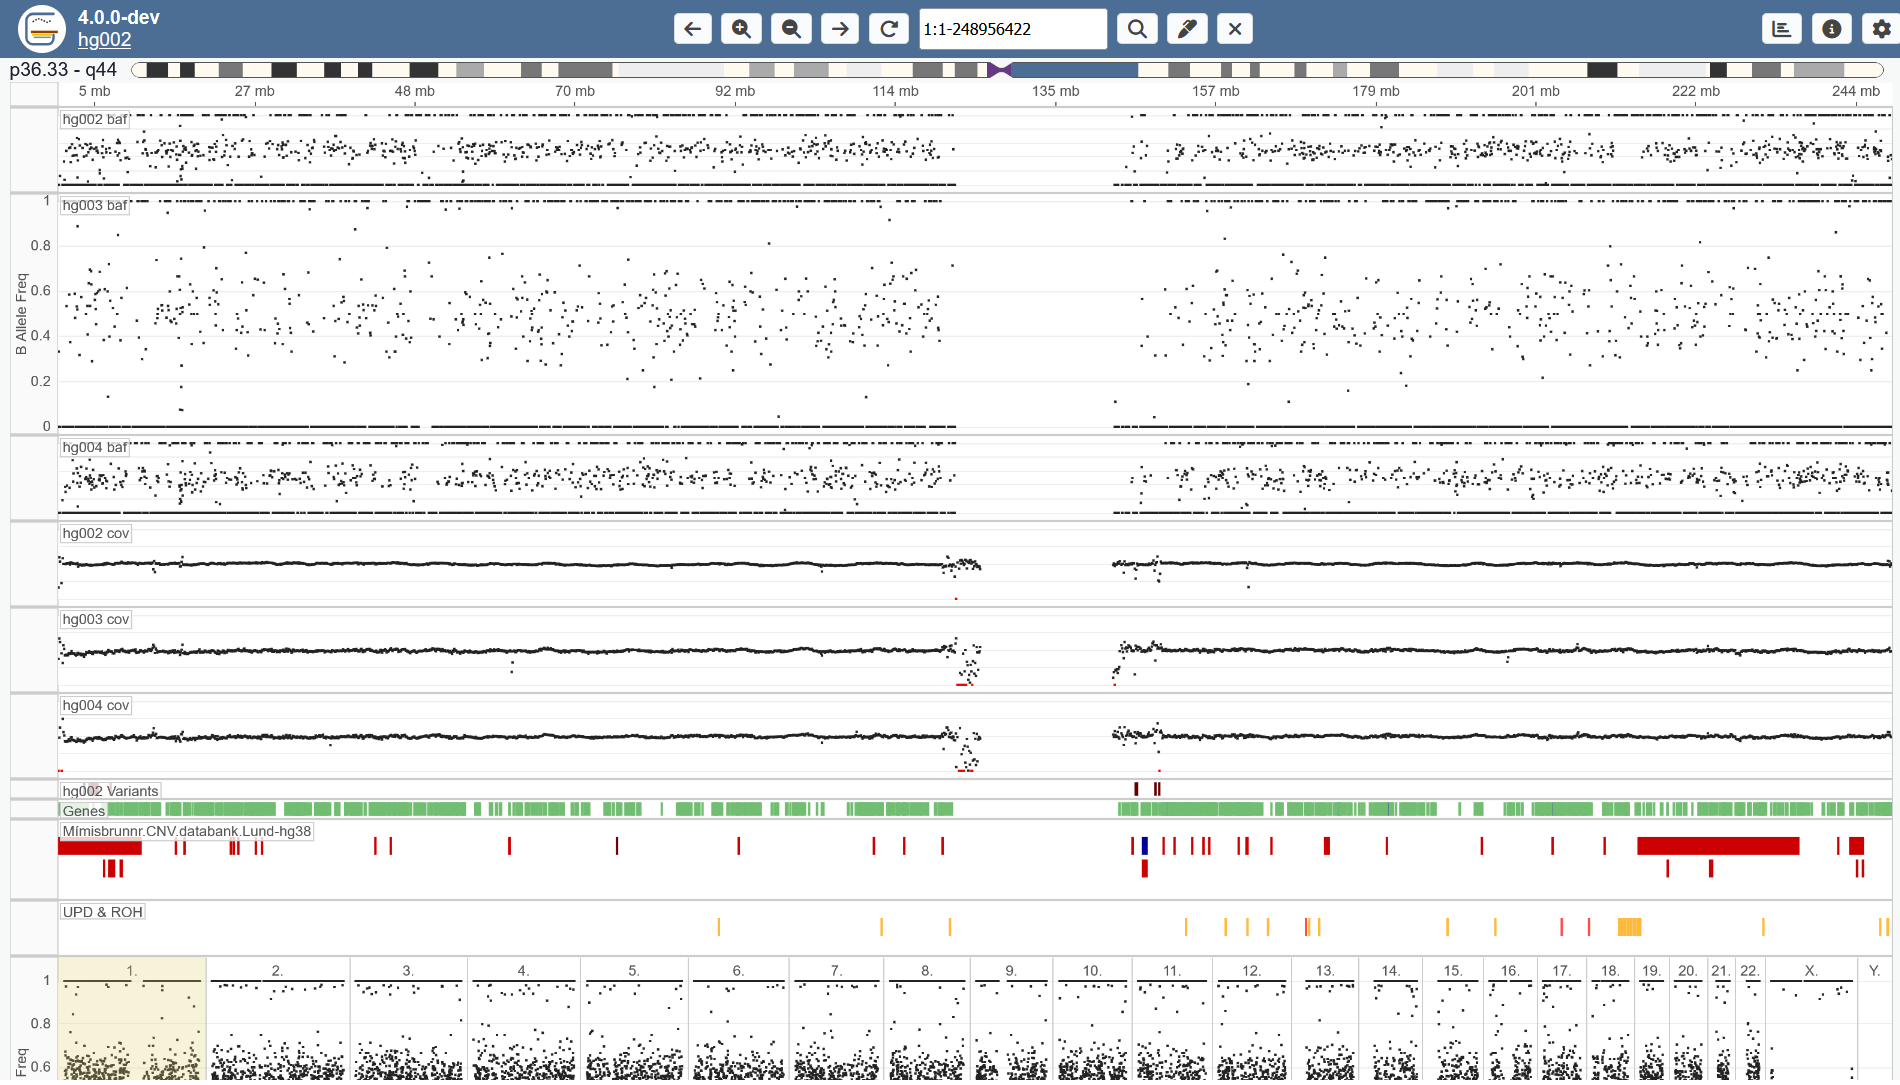 4.0.0-dev
hg002
1:1-248956422
p36.33 - q44
5 mb 27 mb 48 mb 70 mb 92 mb 114 mb 135 mb 157 mb 179 mb 201 mb 222 mb 244 mb
hg002 baf
hg003 baf
1
0.8
0.6
0.4
0.2
0
B Allele Freq
hg004 baf
hg002 cov
hg003 cov
hg004 cov
hg002 Variants
Genes
Mímisbrunnr.CNV.databank.Lund-hg38
UPD & ROH
1. 2. 3. 4. 5. 6. 7. 8. 9. 10. 11. 12. 13. 14. 15. 16. 17. 18. 19. 20. 21. 22. X. Y.
1
0.8
0.6
Freq